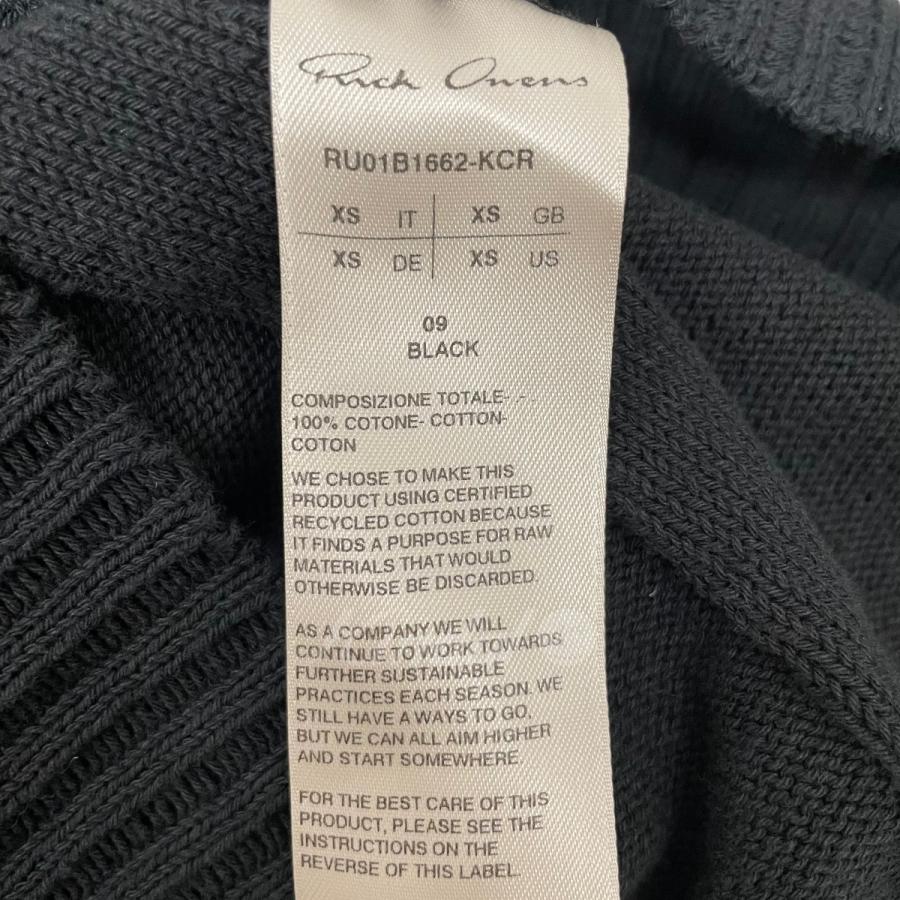 Rick Owens
RU01B1662-KCR
XS IT XS GB
XS DE XS US
09
BLACK
COMPOSIZIONE TOTALE- - -
100% COTONE- COTTON-
COTON
WE CHOSE TO MAKE THIS
PRODUCT USING CERTIFIED
RECYCLED COTTON BECAUSE
IT FINDS A PURPOSE FOR RAW
MATERIALS THAT WOULD
OTHERWISE BE DISCARDED.
AS A COMPANY WE WILL
CONTINUE TO WORK TOWARDS
FURTHER SUSTAINABLE
PRACTICES EACH SEASON. WE
STILL HAVE A WAYS TO GO,
BUT WE CAN ALL AIM HIGHER
AND START SOMEWHERE.
FOR THE BEST CARE OF THIS
PRODUCT, PLEASE SEE THE
INSTRUCTIONS ON THE
REVERSE OF THIS LABEL.